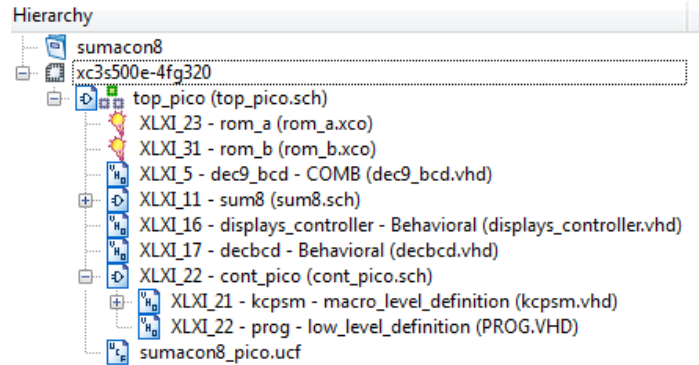 Hierarchy
sumacon8
xc3s500e-4fg320
top_pico (top_pico.sch)
XLXI_23 - rom_a (rom_a.xco)
XLXI_31 - rom_b (rom_b.xco)
XLXI_5 - dec9_bcd - COMB (dec9_bcd.vhd)
XLXI_11 - sum8 (sum8.sch)
XLXI_16 - displays_controller - Behavioral (displays_controller.vhd)
XLXI_17 - decbcd - Behavioral (decbcd.vhd)
XLXI_22 - cont_pico (cont_pico.sch)
XLXI_21 - kcpsm - macro_level_definition (kcpsm.vhd)
XLXI_22 - prog - low_level_definition (PROG.VHD)
sumacon8_pico.ucf